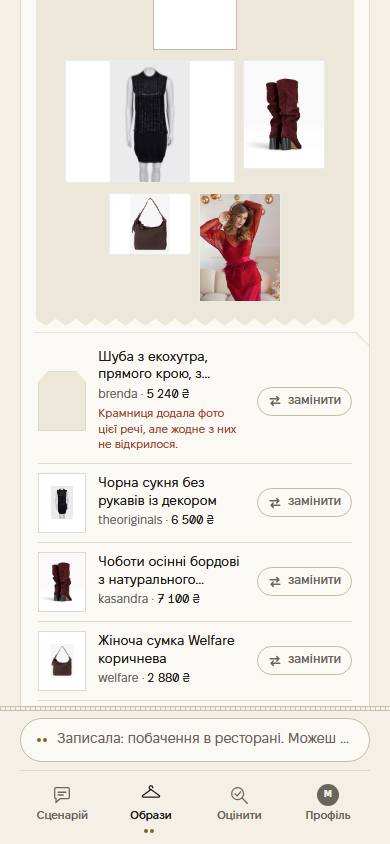 Шуба з екохутра,
прямого крою, з...
brenda · 5 240 ₴
Крамниця додала фото
цієї речі, але жодне з них
не відкрилося.
замінити
Чорна сукня без
рукавів із декором
theoriginals · 6 500 ₴
замінити
Чоботи осінні бордові
з натурального...
kasandra · 7 100 ₴
замінити
Жіноча сумка Welfare
коричнева
welfare · 2 880 ₴
замінити
Записала: побачення в ресторані. Можеш ...
Сценарій
Образи
Оцінити
М
Профіль